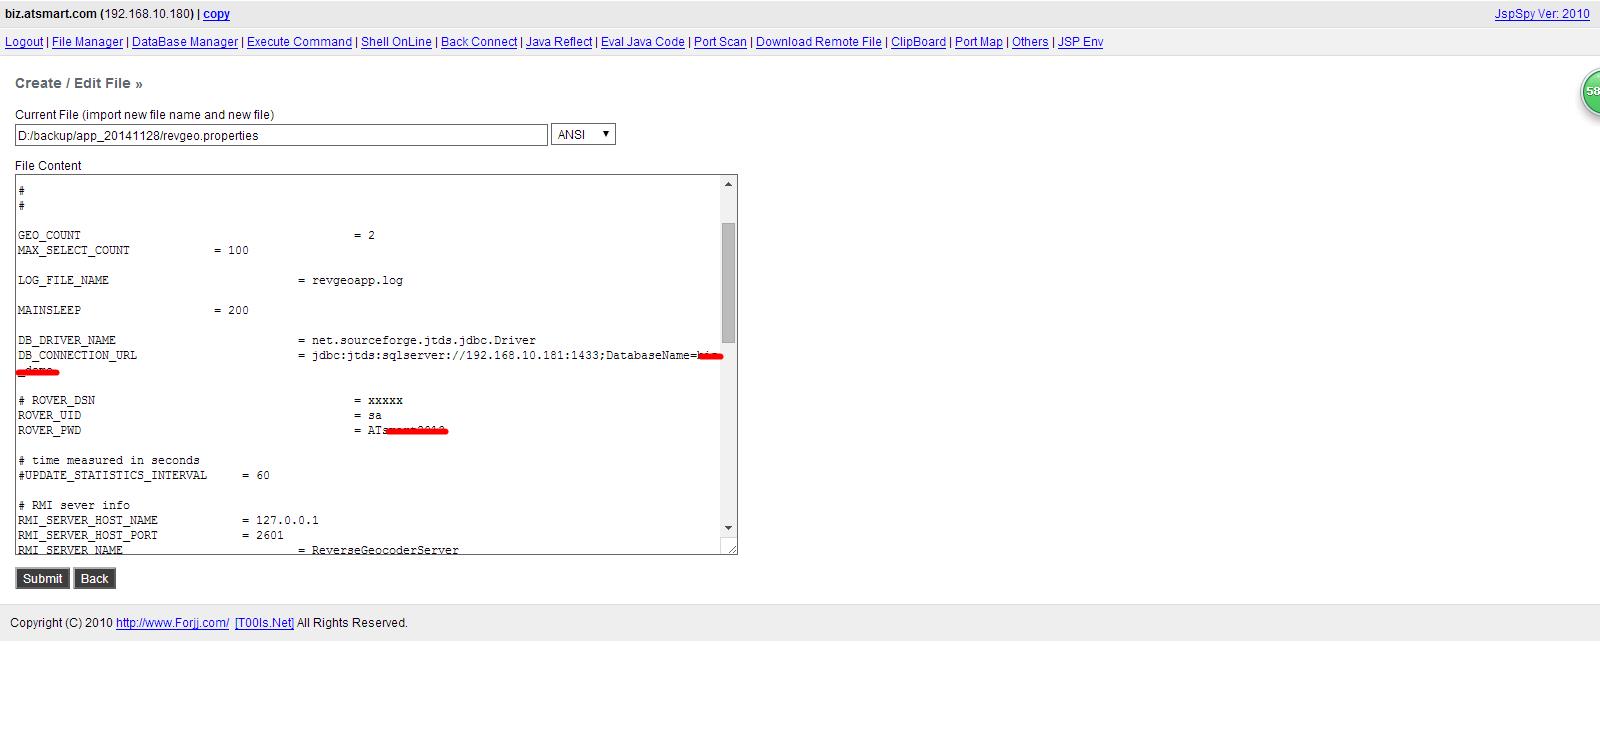 biz.atsmart.com (192.168.10.180) | copy
JspSpy Ver: 2010
Logout | File Manager | DataBase Manager | Execute Command | Shell OnLine | Back Connect | Java Reflect | Eval Java Code | Port Scan | Download Remote File | ClipBoard | Port Map | Others | JSP Env
Create / Edit File »
58
Current File (import new file name and new file)
D:/backup/app_20141128/revgeo.properties
ANSI
File Content
#
#
GEO_COUNT = 2
MAX_SELECT_COUNT = 100
LOG_FILE_NAME = revgeoapp.log
MAINSLEEP = 200
DB_DRIVER_NAME = net.sourceforge.jtds.jdbc.Driver
DB_CONNECTION_URL = jdbc:jtds:sqlserver://192.168.10.181:1433;DatabaseName=
# ROVER_DSN = xxxxx
ROVER_UID = sa
ROVER_PWD =
# time measured in seconds
#UPDATE_STATISTICS_INTERVAL = 60
# RMI sever info
RMI_SERVER_HOST_NAME = 127.0.0.1
RMI_SERVER_HOST_PORT = 2601
RMI_SERVER_NAME = ReverseGeocoderServer
Submit Back
Copyright (C) 2010 http://www.Forjj.com/ [T00ls.Net] All Rights Reserved.